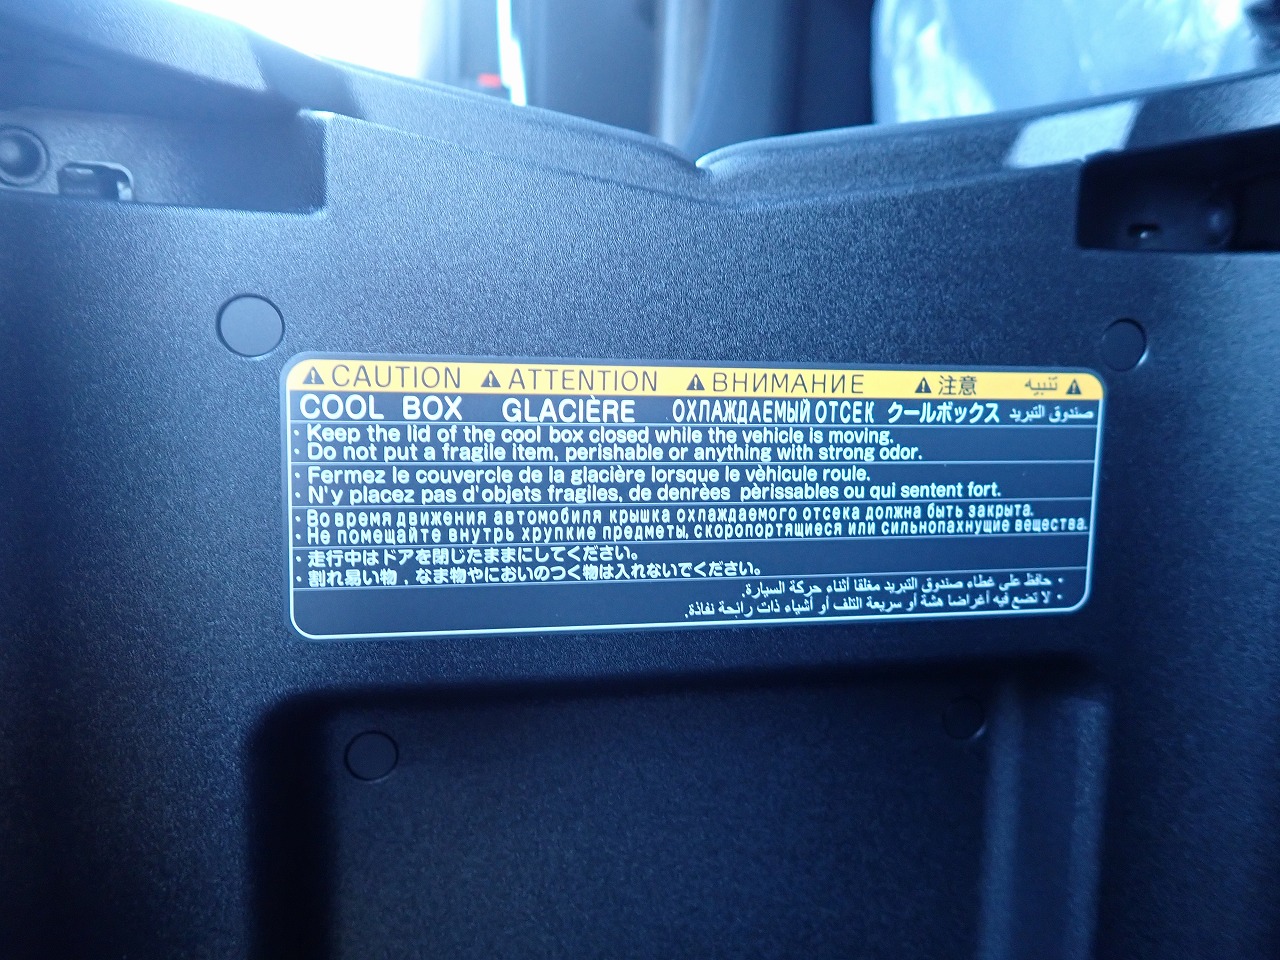 CAUTION ATTENTION ВНИМАНИЕ 注意 تنبيه
COOL BOX GLACIÈRE ОХЛАЖДАЕМЫЙ ОТСЕК クールボックス صندوق التبريد
· Keep the lid of the cool box closed while the vehicle is moving.
· Do not put a fragile item, perishable or anything with strong odor.
· Fermez le couvercle de la glacière lorsque le vèhicule roule.
· N'y placez pas d'objets fragiles, de denrèes pèrissables ou qui sentent fort.
· Во время движения автомобиля крышка охлаждаемого отсека должна быть закрыта.
· Не помещайте внутрь хрупкие предметы, скоропортящиеся или сильнопахнущие вещества.
· 走行中はドアを閉じたままにしてください。
· 割れ易い物，なま物やにおいのつく物は入れないでください。
· حافظ على غطاء صندوق التبريد مغلقا أثناء حركة السيارة.
· لا تضع فيه أغراضا هشة أو سريعة التلف أو أشياء ذات رائحة نفاذة.